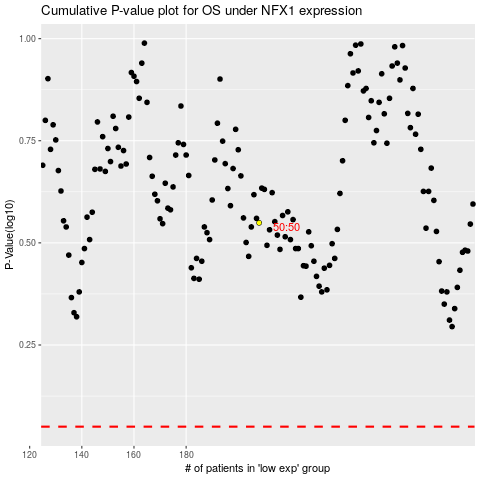 Cumulative P-value plot for OS under NFX1 expression
P-Value(log10)
1.00
0.75
0.50
0.25
50:50
120 140 160 180
# of patients in 'low exp' group